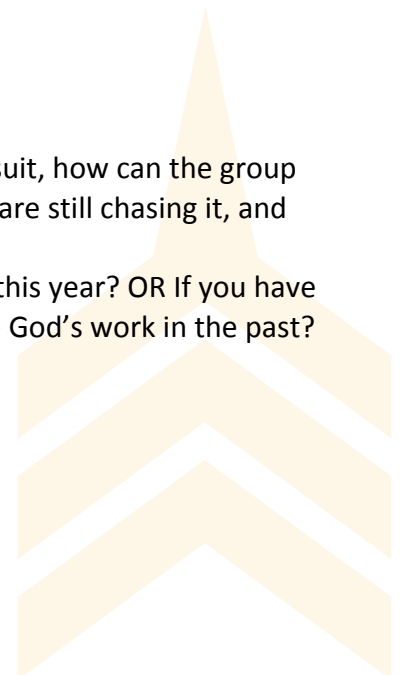 suit, how can the group
are still chasing it, and
this year? OR If you have
God’s work in the past?